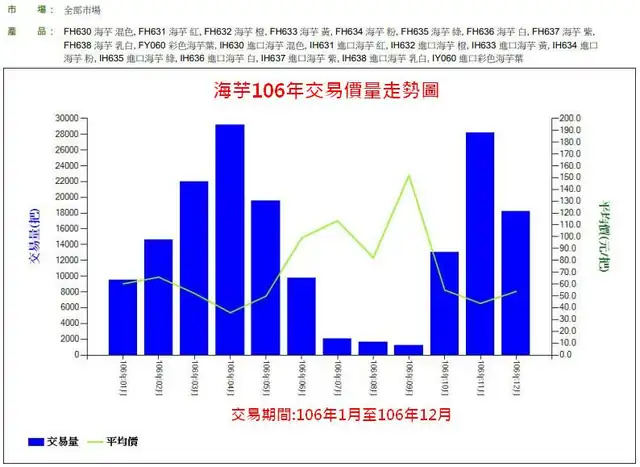 市 場: 全部市場
產 品: FH630 海芋 混色, FH631 海芋 紅, FH632 海芋 橙, FH633 海芋 黃, FH634 海芋 粉, FH635 海芋 綠, FH636 海芋 白, FH637 海芋 紫,
FH638 海芋 乳白, FY060 彩色海芋葉, IH630 進口海芋 混色, IH631 進口海芋 紅, IH632 進口海芋 橙, IH633 進口海芋 黃, IH634 進口
海芋 粉, IH635 進口海芋 綠, IH636 進口海芋 白, IH637 進口海芋 紫, IH638 進口海芋 乳白, IY060 進口彩色海芋葉
海芋106年交易價量走勢圖
交易量(把)
30000
28000
26000
24000
22000
20000
18000
16000
14000
12000
10000
8000
6000
4000
2000
0
200.0
190.0
180.0
170.0
160.0
150.0
140.0
130.0
120.0
110.0
100.0
90.0
80.0
70.0
60.0
50.0
40.0
30.0
20.0
10.0
0.0
平均價(元/把)
106年01月
106年02月
106年03月
106年04月
106年05月
106年06月
106年07月
106年08月
106年09月
106年10月
106年11月
106年12月
交易期間:106年1月至106年12月
交易量 平均價